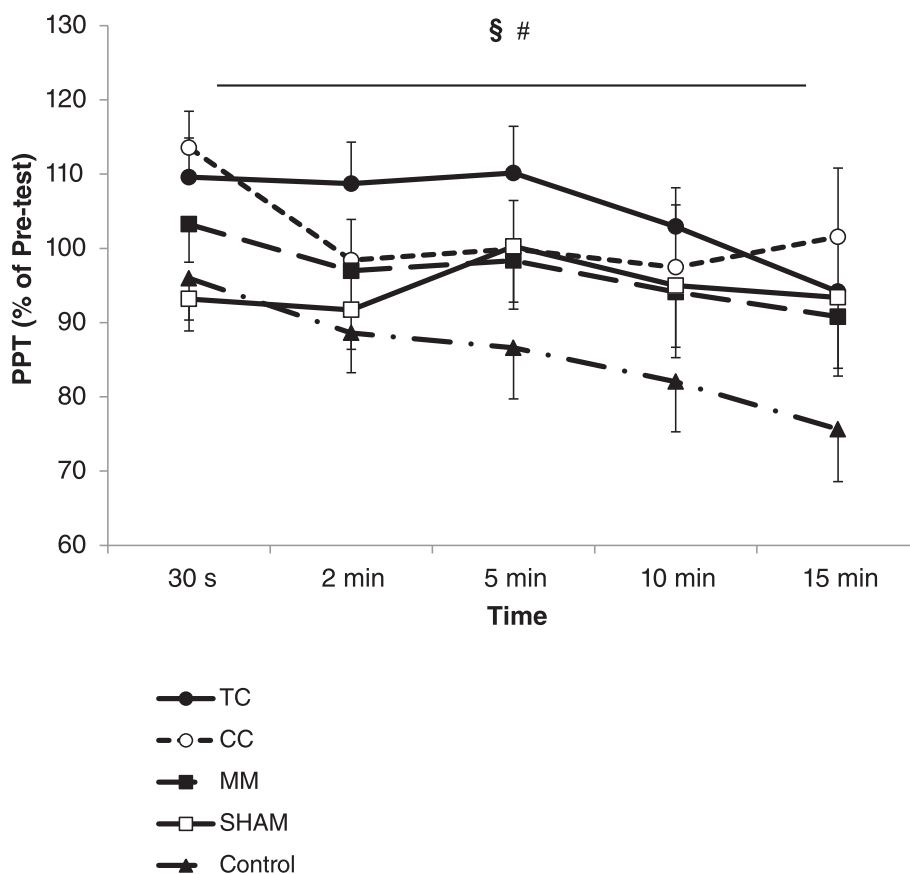 130
§ #
120
110
100
90
80
70
60
PPT (% of Pre-test)
30 s 2 min 5 min 10 min 15 min
Time
TC
CC
MM
SHAM
Control